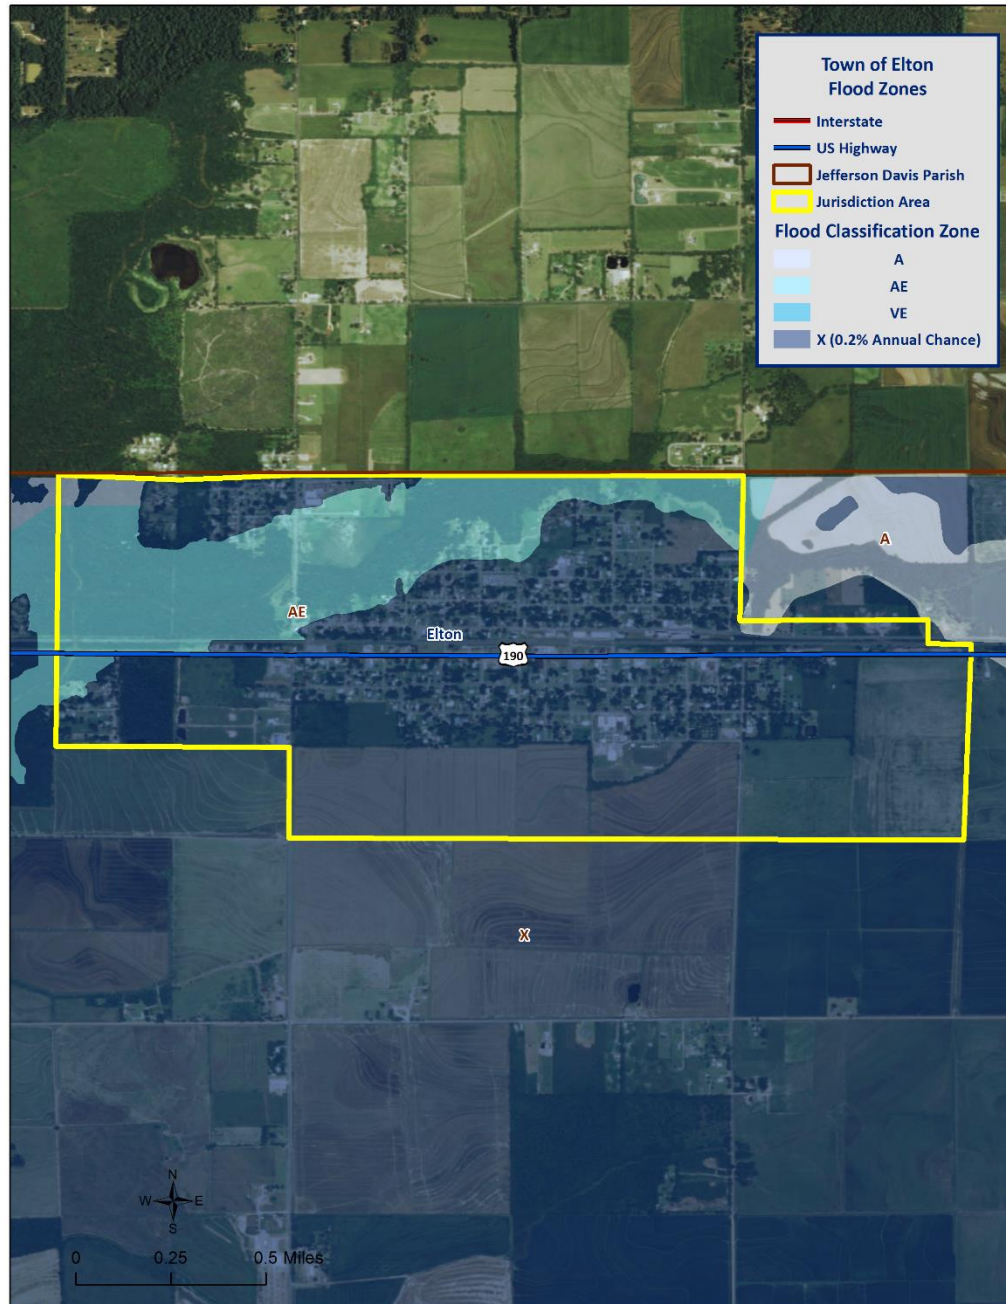 Town of Elton
Flood Zones
Interstate
US Highway
Jefferson Davis Parish
Jurisdiction Area
Flood Classification Zone
A
AE
VE
X (0.2% Annual Chance)
A
AE
Elton
190
X
N
W E
S
0 0.25 0.5 Miles